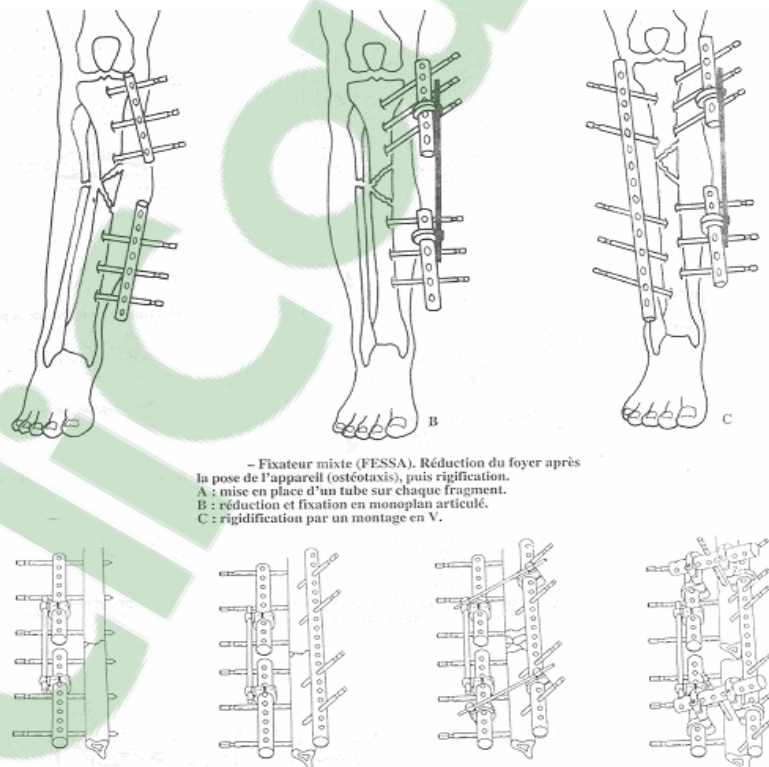 B
C
– Fixateur mixte (FESSA). Réduction du foyer après
la pose de l'appareil (ostéotaxis), puis rigification.
A : mise en place d'un tube sur chaque fragment.
B : réduction et fixation en monoplan articulé.
C : rigidification par un montage en V.